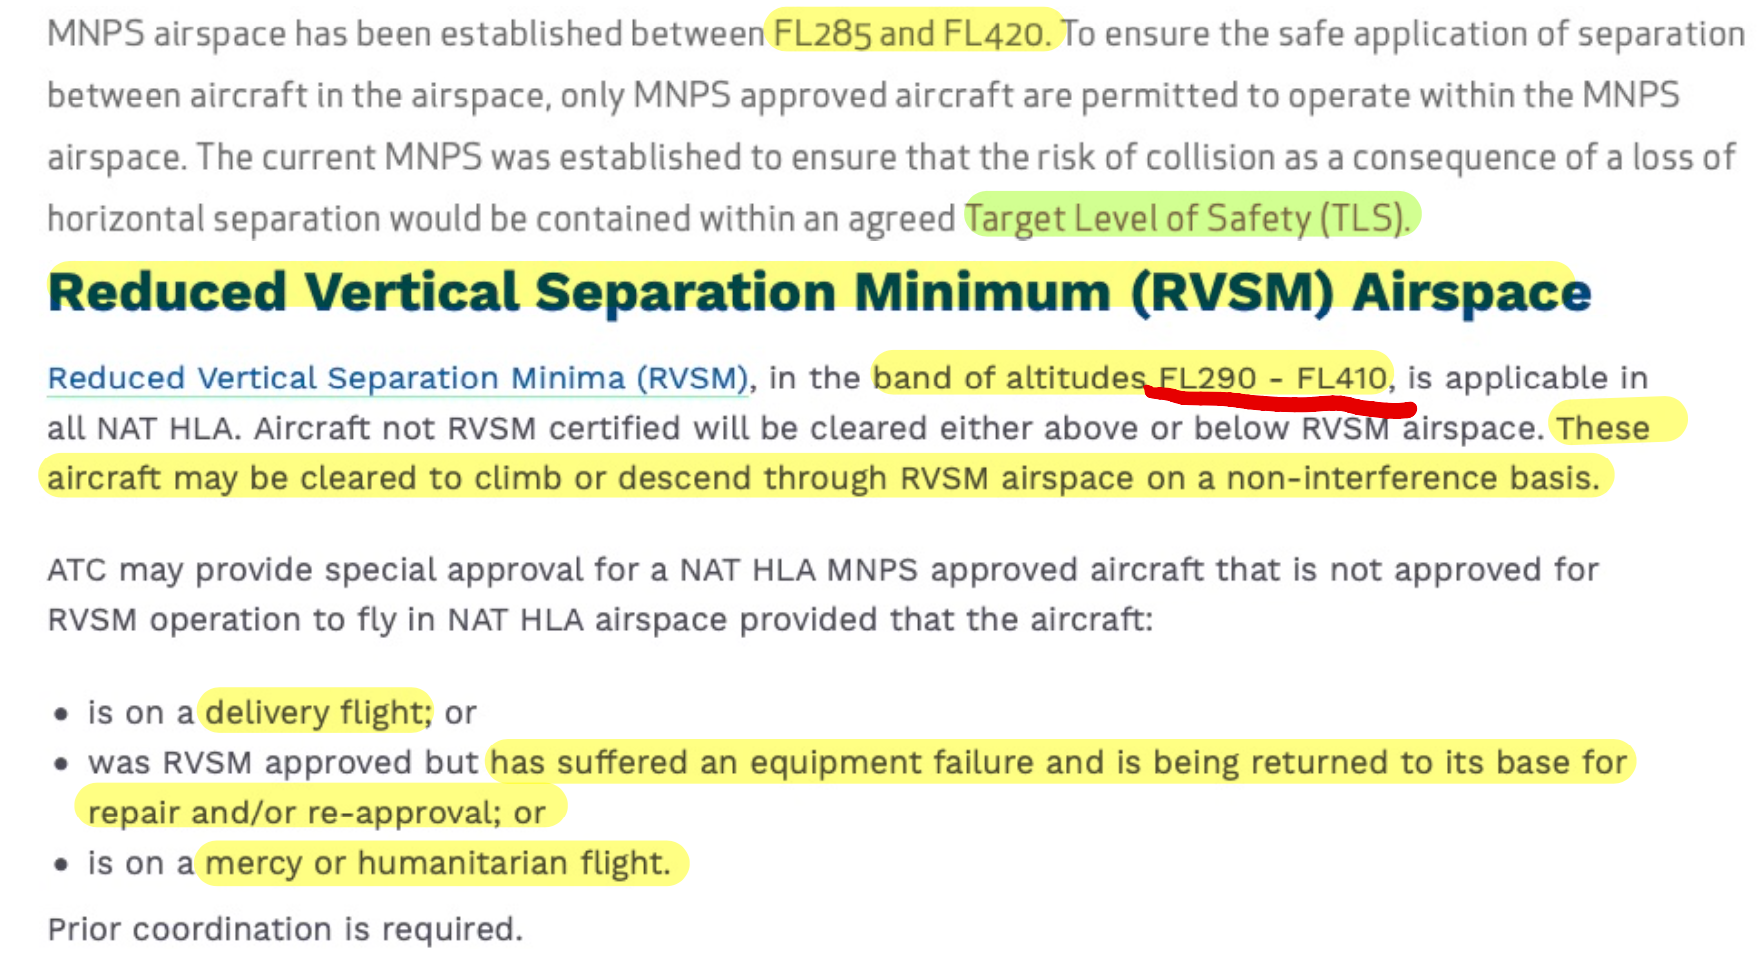 MNPS airspace has been established between FL285 and FL420. To ensure the safe application of separation
between aircraft in the airspace, only MNPS approved aircraft are permitted to operate within the MNPS
airspace. The current MNPS was established to ensure that the risk of collision as a consequence of a loss of
horizontal separation would be contained within an agreed Target Level of Safety (TLS).
Reduced Vertical Separation Minimum (RVSM) Airspace
Reduced Vertical Separation Minima (RVSM), in the band of altitudes FL290 - FL410, is applicable in
all NAT HLA. Aircraft not RVSM certified will be cleared either above or below RVSM airspace. These
aircraft may be cleared to climb or descend through RVSM airspace on a non-interference basis.
ATC may provide special approval for a NAT HLA MNPS approved aircraft that is not approved for
RVSM operation to fly in NAT HLA airspace provided that the aircraft:
• is on a delivery flight; or
• was RVSM approved but has suffered an equipment failure and is being returned to its base for
repair and/or re-approval; or
• is on a mercy or humanitarian flight.
Prior coordination is required.